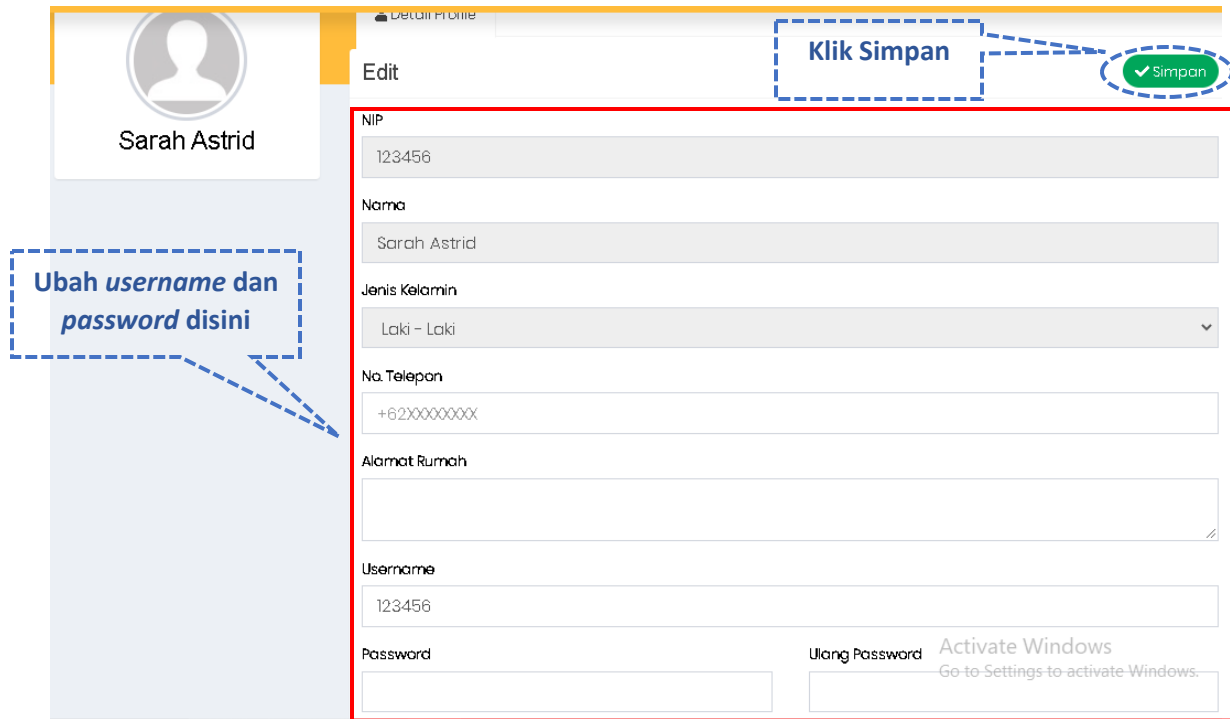 Detail Profile
Klik Simpan
Edit
Simpan
Sarah Astrid
NIP
123456
Nama
Sarah Astrid
Ubah username dan
password disini
Jenis Kelamin
Laki - Laki
No. Telepon
+62XXXXXXXX
Alamat Rumah
Username
123456
Password
Ulang Password
Activate Windows
Go to Settings to activate Windows.